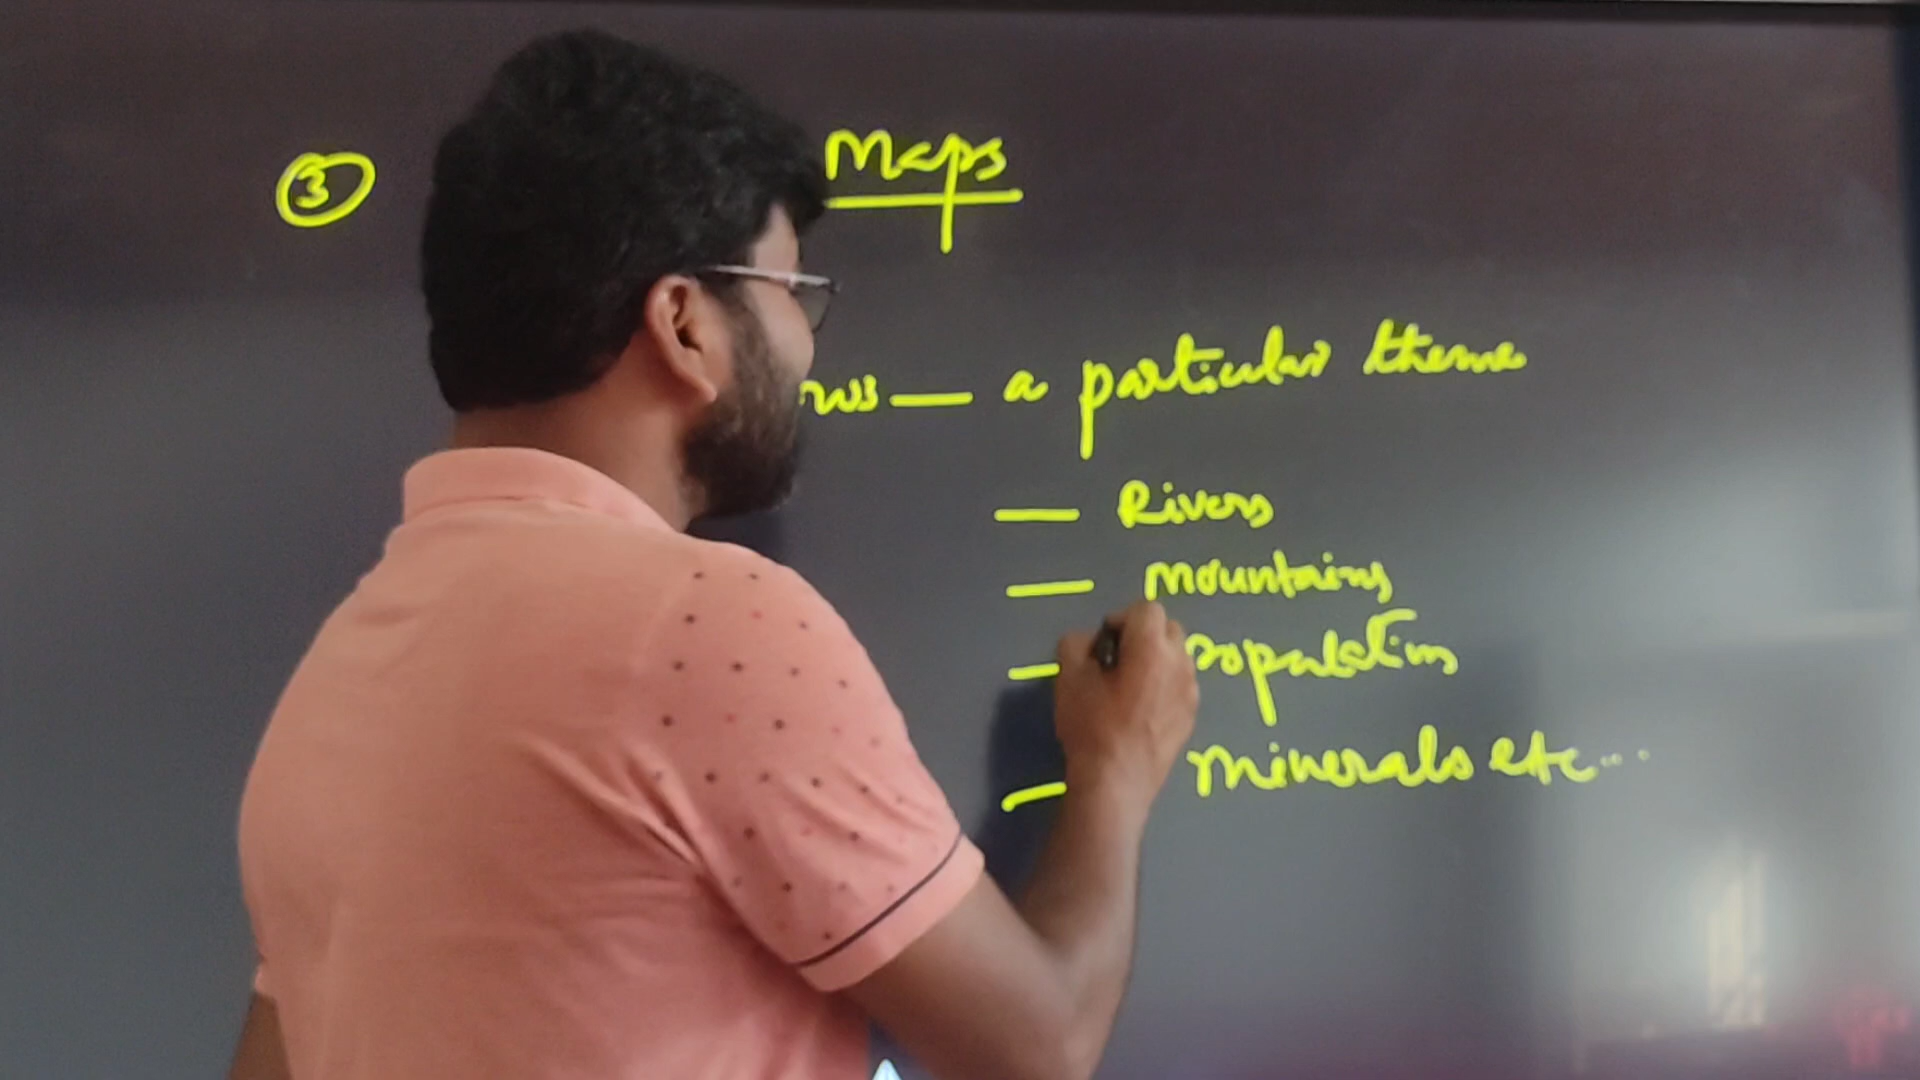 ③ Maps
ws — a particular theme
— Rivers
— Mountains
— population
— Minerals etc...